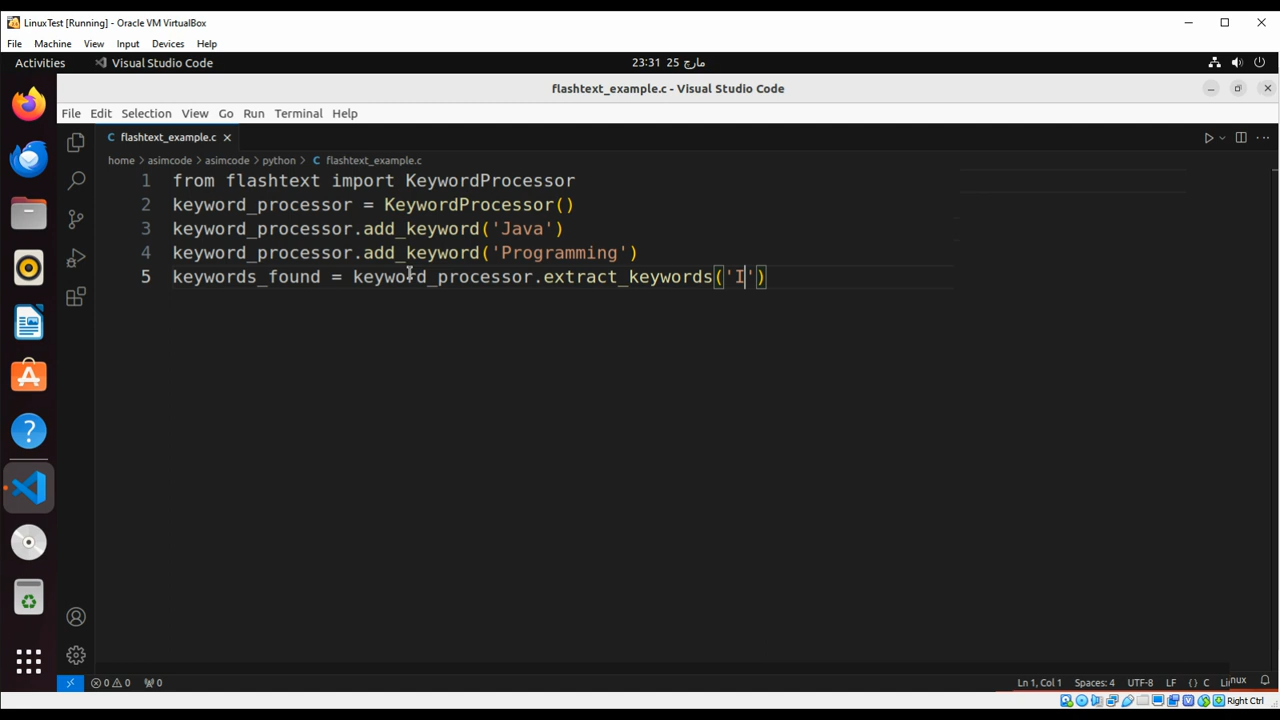 LinuxTest [Running] - Oracle VM VirtualBox
File Machine View Input Devices Help
Activities Visual Studio Code 23:31 25 مارچ
flashtext_example.c - Visual Studio Code
File Edit Selection View Go Run Terminal Help
C flashtext_example.c
home > asimcode > asimcode > python > C flashtext_example.c
1 from flashtext import KeywordProcessor
2 keyword_processor = KeywordProcessor()
3 keyword_processor.add_keyword('Java')
4 keyword_processor.add_keyword('Programming')
5 keywords_found = keyword_processor.extract_keywords('I')
0 0 0 Ln 1, Col 1 Spaces: 4 UTF-8 LF {} C
Right Ctrl